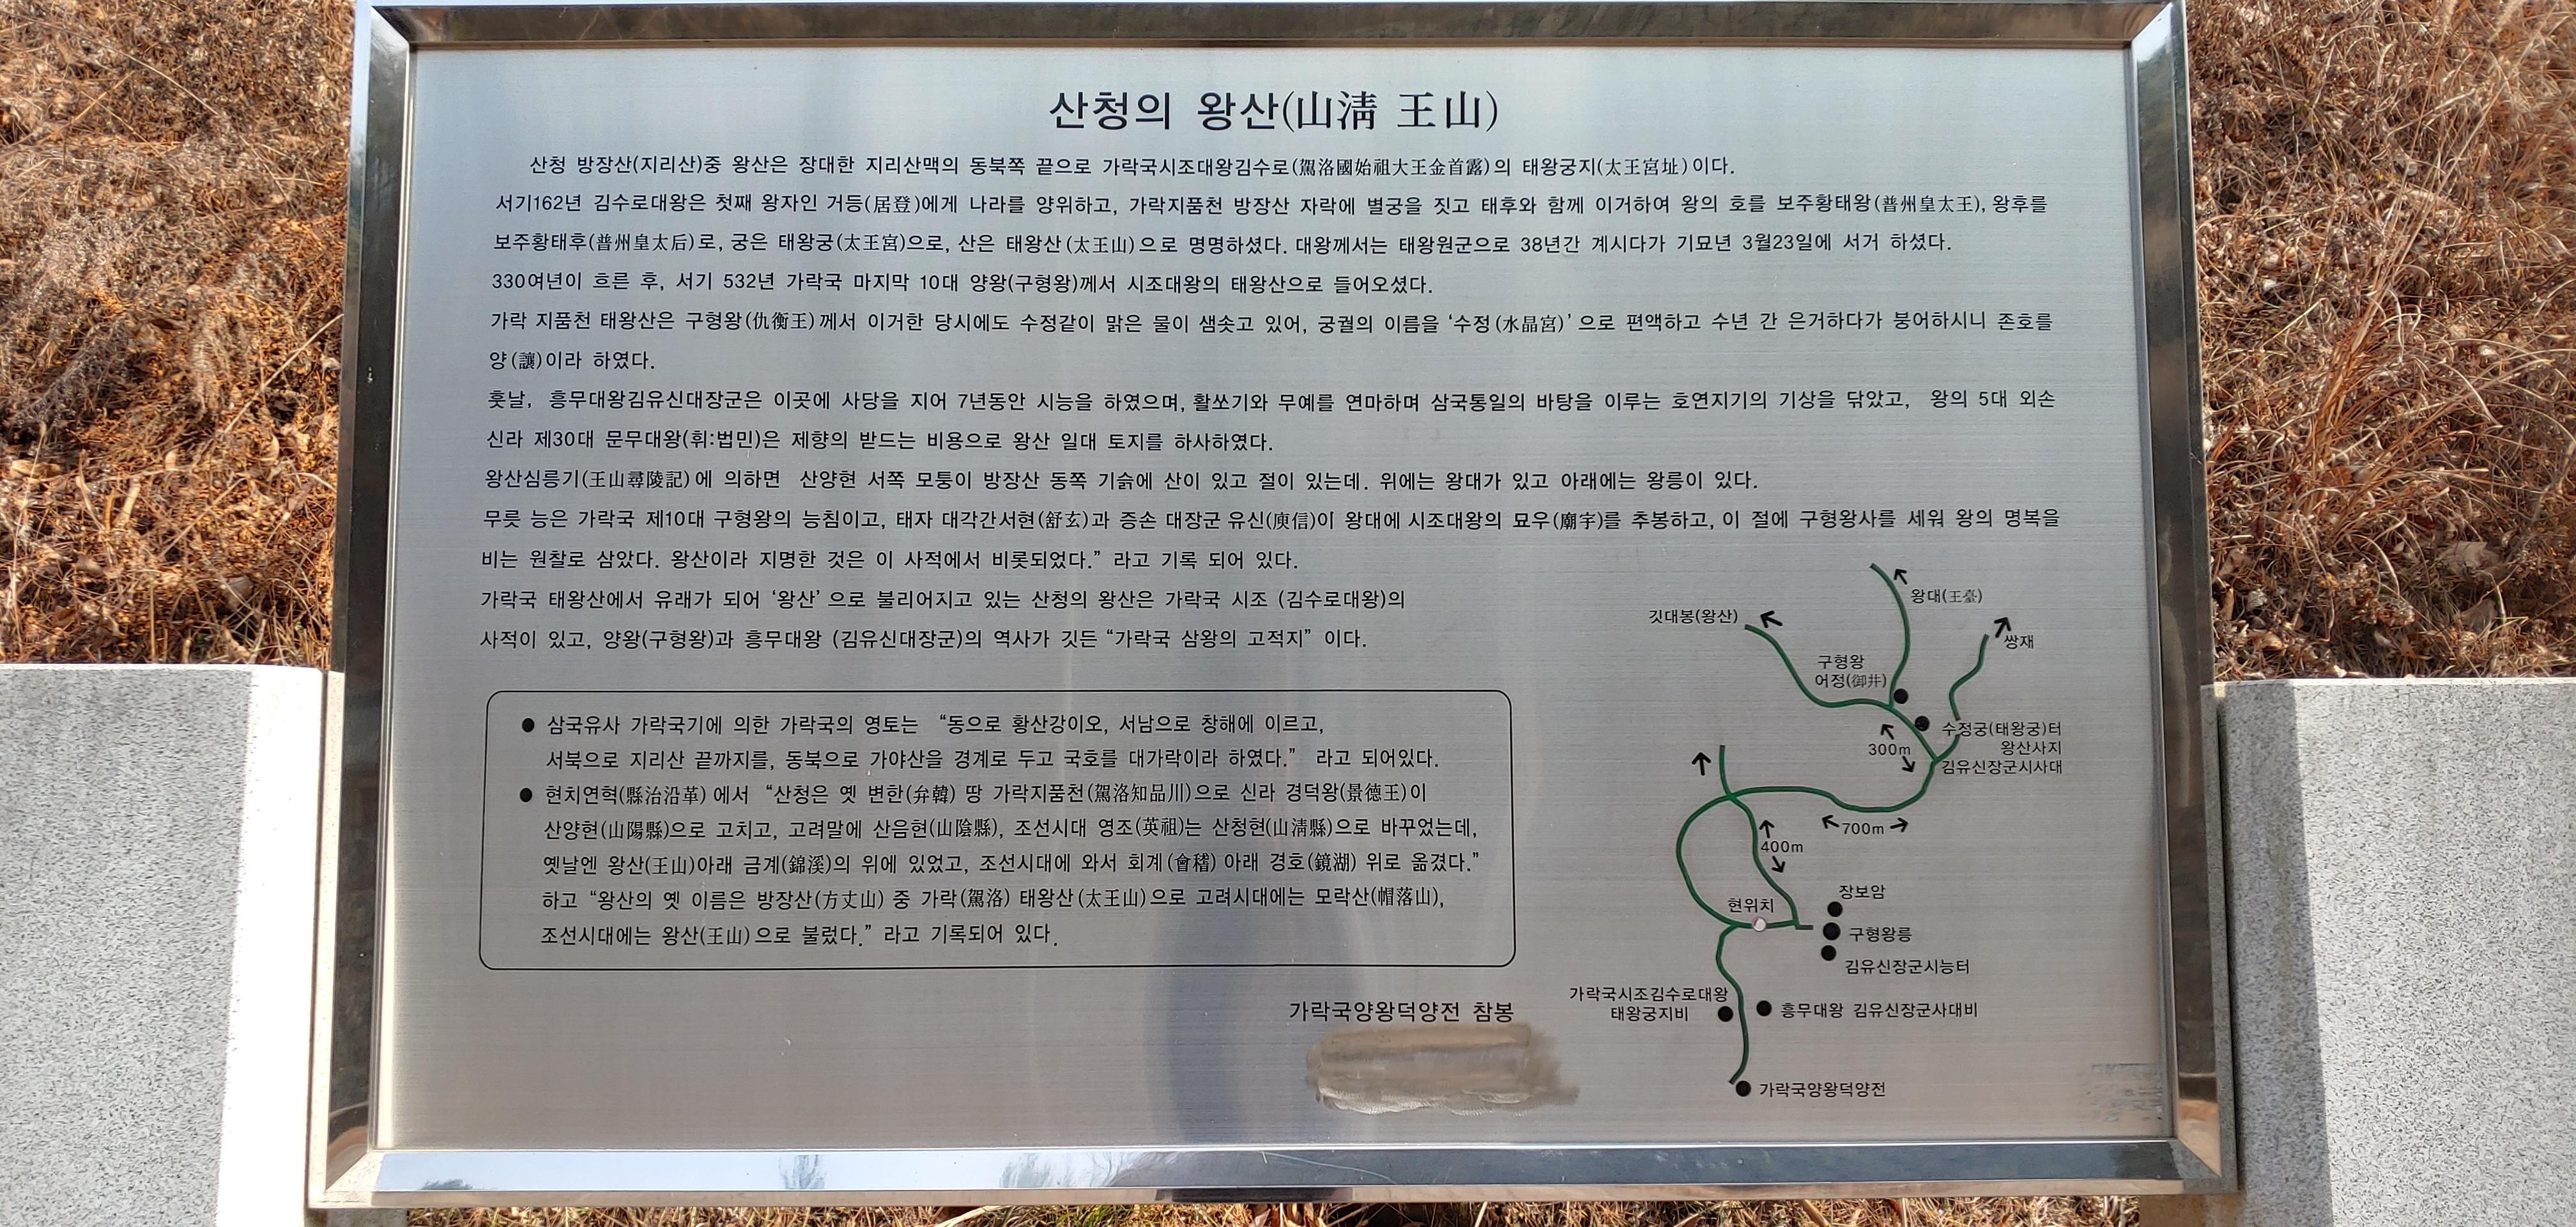 산청의 왕산(山淸 王山)
산청 방장산(지리산)중 왕산은 장대한 지리산맥의 동북쪽 끝으로 가락국시조대왕김수로(駕洛國始祖大王金首露)의 태왕궁지(太王宮址)이다.
서기162년 김수로대왕은 첫째 왕자인 거등(居登)에게 나라를 양위하고, 가락지품천 방장산 자락에 별궁을 짓고 태후와 함께 이거하여 왕의 호를 보주황태왕(普州皇太王), 왕후를
보주황태후(普州皇太后)로, 궁은 태왕궁(太王宮)으로, 산은 태왕산(太王山)으로 명명하셨다. 대왕께서는 태왕원군으로 38년간 계시다가 기묘년 3월23일에 서거 하셨다.
330여년이 흐른 후, 서기 532년 가락국 마지막 10대 양왕(구형왕)께서 시조대왕의 태왕산으로 들어오셨다.
가락 지품천 태왕산은 구형왕(仇衡王)께서 이거한 당시에도 수정같이 맑은 물이 샘솟고 있어, 궁궐의 이름을 ‘수정(水晶宮)’으로 편액하고 수년 간 은거하다가 붕어하시니 존호를
양(讓)이라 하였다.
훗날, 흥무대왕김유신대장군은 이곳에 사당을 지어 7년동안 시능을 하였으며, 활쏘기와 무예를 연마하며 삼국통일의 바탕을 이루는 호연지기의 기상을 닦았고, 왕의 5대 외손
신라 제30대 문무대왕(휘:법민)은 제향의 받드는 비용으로 왕산 일대 토지를 하사하였다.
왕산심릉기(王山尋陵記)에 의하면 산양현 서쪽 모퉁이 방장산 동쪽 기슭에 산이 있고 절이 있는데. 위에는 왕대가 있고 아래에는 왕릉이 있다.
무릇 능은 가락국 제10대 구형왕의 능침이고, 태자 대각간서현(舒玄)과 증손 대장군 유신(庾信)이 왕대에 시조대왕의 묘우(廟宇)를 추봉하고, 이 절에 구형왕사를 세워 왕의 명복을
비는 원찰로 삼았다. 왕산이라 지명한 것은 이 사적에서 비롯되었다.” 라고 기록 되어 있다.
가락국 태왕산에서 유래가 되어 ‘왕산’으로 불리어지고 있는 산청의 왕산은 가락국 시조 (김수로대왕)의
사적이 있고, 양왕(구형왕)과 흥무대왕 (김유신대장군)의 역사가 깃든 “가락국 삼왕의 고적지” 이다.
● 삼국유사 가락국기에 의한 가락국의 영토는 “동으로 황산강이오, 서남으로 창해에 이르고,
서북으로 지리산 끝까지를, 동북으로 가야산을 경계로 두고 국호를 대가락이라 하였다.” 라고 되어있다.
● 현치연혁(縣治沿革)에서 “산청은 옛 변한(弁韓) 땅 가락지품천(駕洛知品川)으로 신라 경덕왕(景德王)이
산양현(山陽縣)으로 고치고, 고려말에 산음현(山陰縣), 조선시대 영조(英祖)는 산청현(山淸縣)으로 바꾸었는데,
옛날엔 왕산(王山)아래 금계(錦溪)의 위에 있었고, 조선시대에 와서 회계(會稽) 아래 경호(鏡湖) 위로 옮겼다.”
하고 “왕산의 옛 이름은 방장산(方丈山) 중 가락(駕洛) 태왕산(太王山)으로 고려시대에는 모락산(帽落山),
조선시대에는 왕산(王山)으로 불렀다.” 라고 기록되어 있다.
가락국양왕덕양전 참봉
왕대(王臺)
깃대봉(왕산)
쌍재
구형왕
어정(御井)
수정궁(태왕궁)터
왕산사지
김유신장군시사대
300m
700m
400m
장보암
현위치
구형왕릉
김유신장군시능터
가락국시조김수로대왕
태왕궁지비
흥무대왕 김유신장군사대비
가락국양왕덕양전